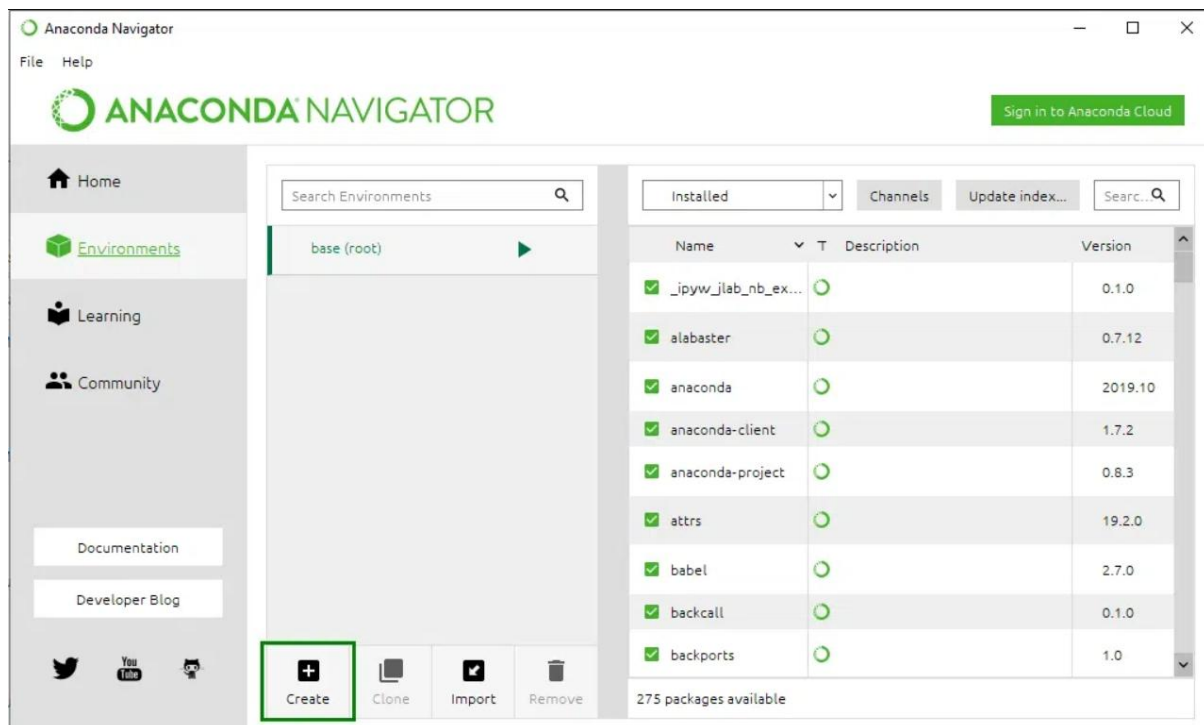 Anaconda Navigator
File Help
ANACONDA NAVIGATOR
Sign in to Anaconda Cloud
Home
Environments
Learning
Community
Documentation
Developer Blog
You
Tube
Search Environments
base (root)
Create
Clone
Import
Remove
Installed
Channels
Update index...
Searc...
Name T Description Version
_ipyw_jlab_nb_ex... 0.1.0
alabaster 0.7.12
anaconda 2019.10
anaconda-client 1.7.2
anaconda-project 0.8.3
attrs 19.2.0
babel 2.7.0
backcall 0.1.0
backports 1.0
275 packages available